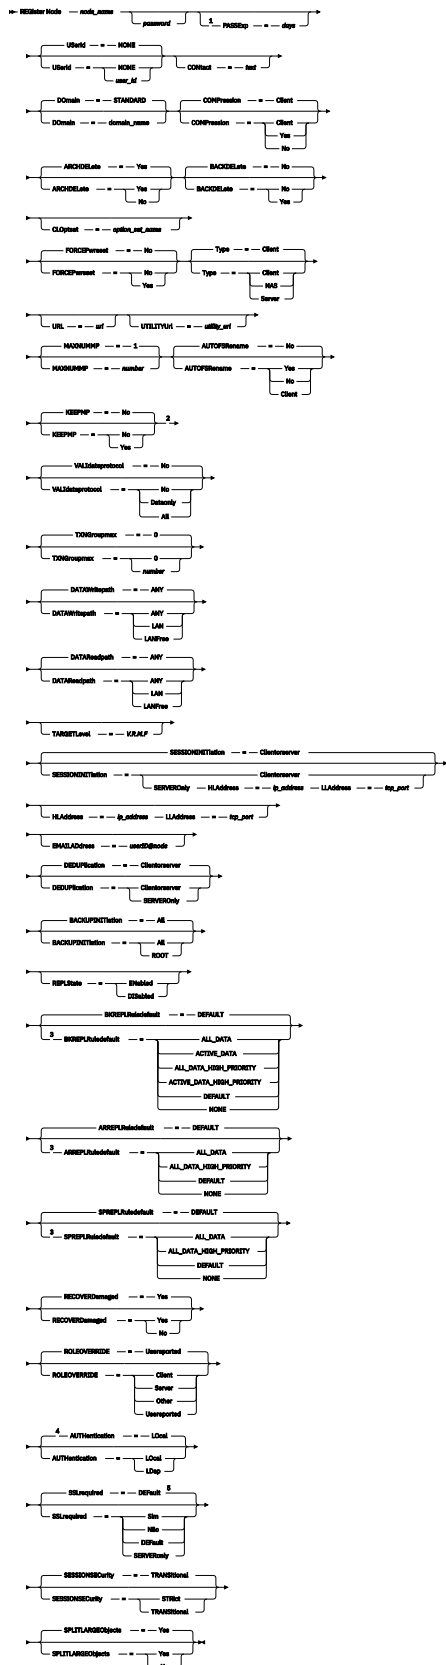 REGister Node — node_name
password
1 PASSExp — = — days
USerid — = — NONE
USerid — = — NONE
user_id
CONtact — = — text
DOmain — = — STANDARD
DOmain — = — domain_name
COMPression — = — Client
COMPression — = — Client
Yes
No
ARCHDELete — = — Yes
ARCHDELete — = — Yes
No
BACKDELete — = — No
BACKDELete — = — No
Yes
CLOptset — = — option_set_name
FORCEPwreset — = — No
FORCEPwreset — = — No
Yes
Type — = — Client
Type — = — Client
NAS
Server
URL — = — url
UTILITYUrl — = — utility_url
MAXNUMMP — = — 1
MAXNUMMP — = — number
AUTOFSRename — = — No
AUTOFSRename — = — Yes
No
Client
KEEPMP — = — No
KEEPMP — = — No
Yes
2
VALIdateprotocol — = — No
VALIdateprotocol — = — No
Dataonly
All
TXNGroupmax — = — 0
TXNGroupmax — = — 0
number
DATAWritepath — = — ANY
DATAWritepath — = — ANY
LAN
LANFree
DATAReadpath — = — ANY
DATAReadpath — = — ANY
LAN
LANFree
TARGETLevel — = — V.R.M.F
SESSIONINITiation — = — Clientorserver
SESSIONINITiation — = — Clientorserver
SERVEROnly — HLAddress — = — ip_address — LLAddress — = — tcp_port
HLAddress — = — ip_address — LLAddress — = — tcp_port
EMAILADdress — = — userID@node
DEDUPlication — = — Clientorserver
DEDUPlication — = — Clientorserver
SERVEROnly
BACKUPINITiation — = — All
BACKUPINITiation — = — All
ROOT
REPLState — = — ENabled
DISabled
BKREPLRuledefault — = — DEFAULT
3 BKREPLRuledefault — = — ALL_DATA
ACTIVE_DATA
ALL_DATA_HIGH_PRIORITY
ACTIVE_DATA_HIGH_PRIORITY
DEFAULT
NONE
ARREPLRuledefault — = — DEFAULT
3 ARREPLRuledefault — = — ALL_DATA
ALL_DATA_HIGH_PRIORITY
DEFAULT
NONE
SPREPLRuledefault — = — DEFAULT
3 SPREPLRuledefault — = — ALL_DATA
ALL_DATA_HIGH_PRIORITY
DEFAULT
NONE
RECOVERDamaged — = — Yes
RECOVERDamaged — = — Yes
No
ROLEOVERRIDE — = — Usereported
ROLEOVERRIDE — = — Client
Server
Other
Usereported
4 AUTHentication — = — LOcal
AUTHentication — = — LOcal
LDap
SSLrequired — = — DEFault 5
SSLrequired — = — SIm
NIlo
DEFault
SERVERonly
SESSIONSECurity — = — TRANSitional
SESSIONSECurity — = — STRict
TRANSitional
SPLITLARGEObjects — = — Yes
SPLITLARGEObjects — = — Yes